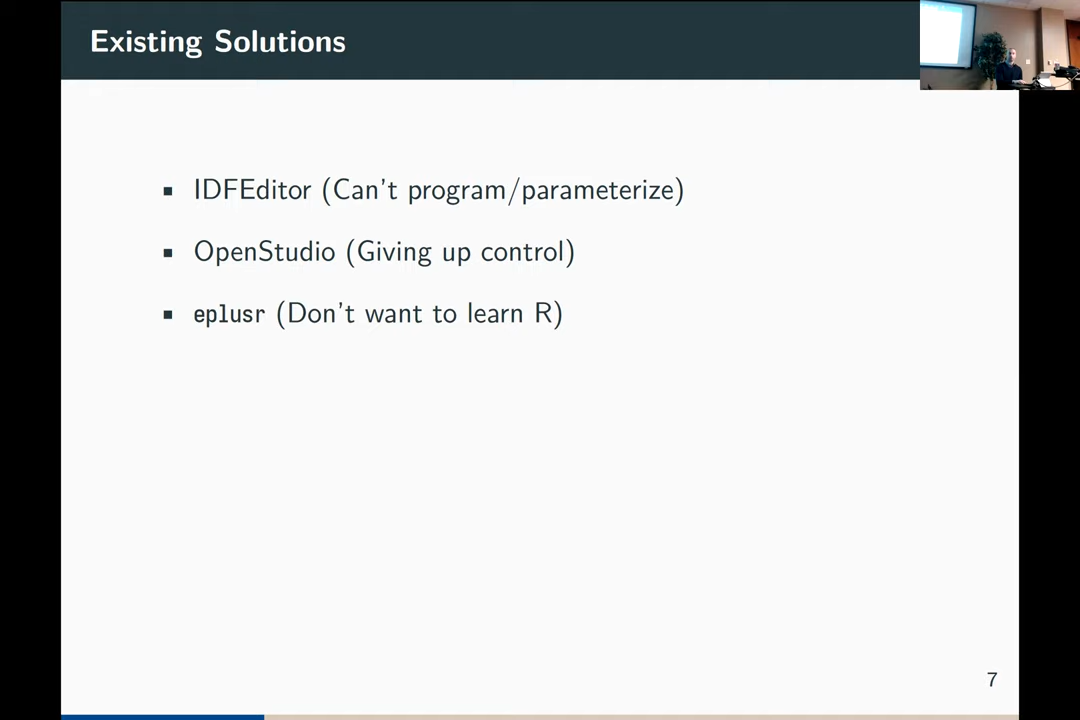 Existing Solutions
▪ IDFEditor (Can't program/parameterize)
▪ OpenStudio (Giving up control)
▪ eplusr (Don't want to learn R)
7